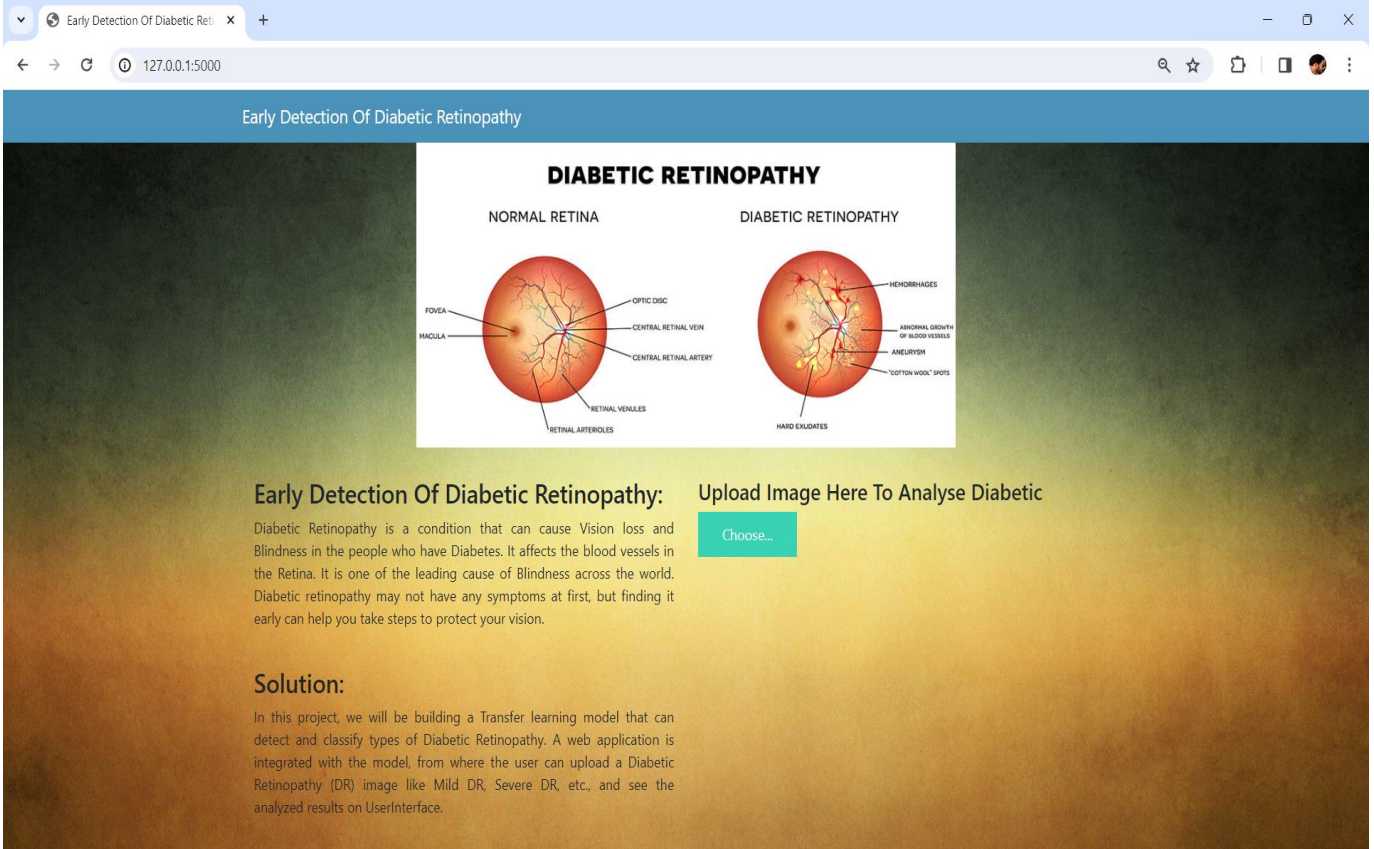 Early Detection Of Diabetic Reti
127.0.0.1:5000
Early Detection Of Diabetic Retinopathy
DIABETIC RETINOPATHY
NORMAL RETINA
DIABETIC RETINOPATHY
FOVEA
MACULA
OPTIC DISC
CENTRAL RETINAL VEIN
CENTRAL RETINAL ARTERY
RETINAL VENULES
RETINAL ARTERIOLES
HEMORRHAGES
ABNORMAL GROWTH
OF BLOOD VESSELS
ANEURYSM
"COTTON WOOL" SPOTS
HARD EXUDATES
Early Detection Of Diabetic Retinopathy:
Diabetic Retinopathy is a condition that can cause Vision loss and
Blindness in the people who have Diabetes. It affects the blood vessels in
the Retina. It is one of the leading cause of Blindness across the world.
Diabetic retinopathy may not have any symptoms at first, but finding it
early can help you take steps to protect your vision.
Solution:
In this project, we will be building a Transfer learning model that can
detect and classify types of Diabetic Retinopathy. A web application is
integrated with the model, from where the user can upload a Diabetic
Retinopathy (DR) image like Mild DR, Severe DR, etc., and see the
analyzed results on UserInterface.
Upload Image Here To Analyse Diabetic
Choose...